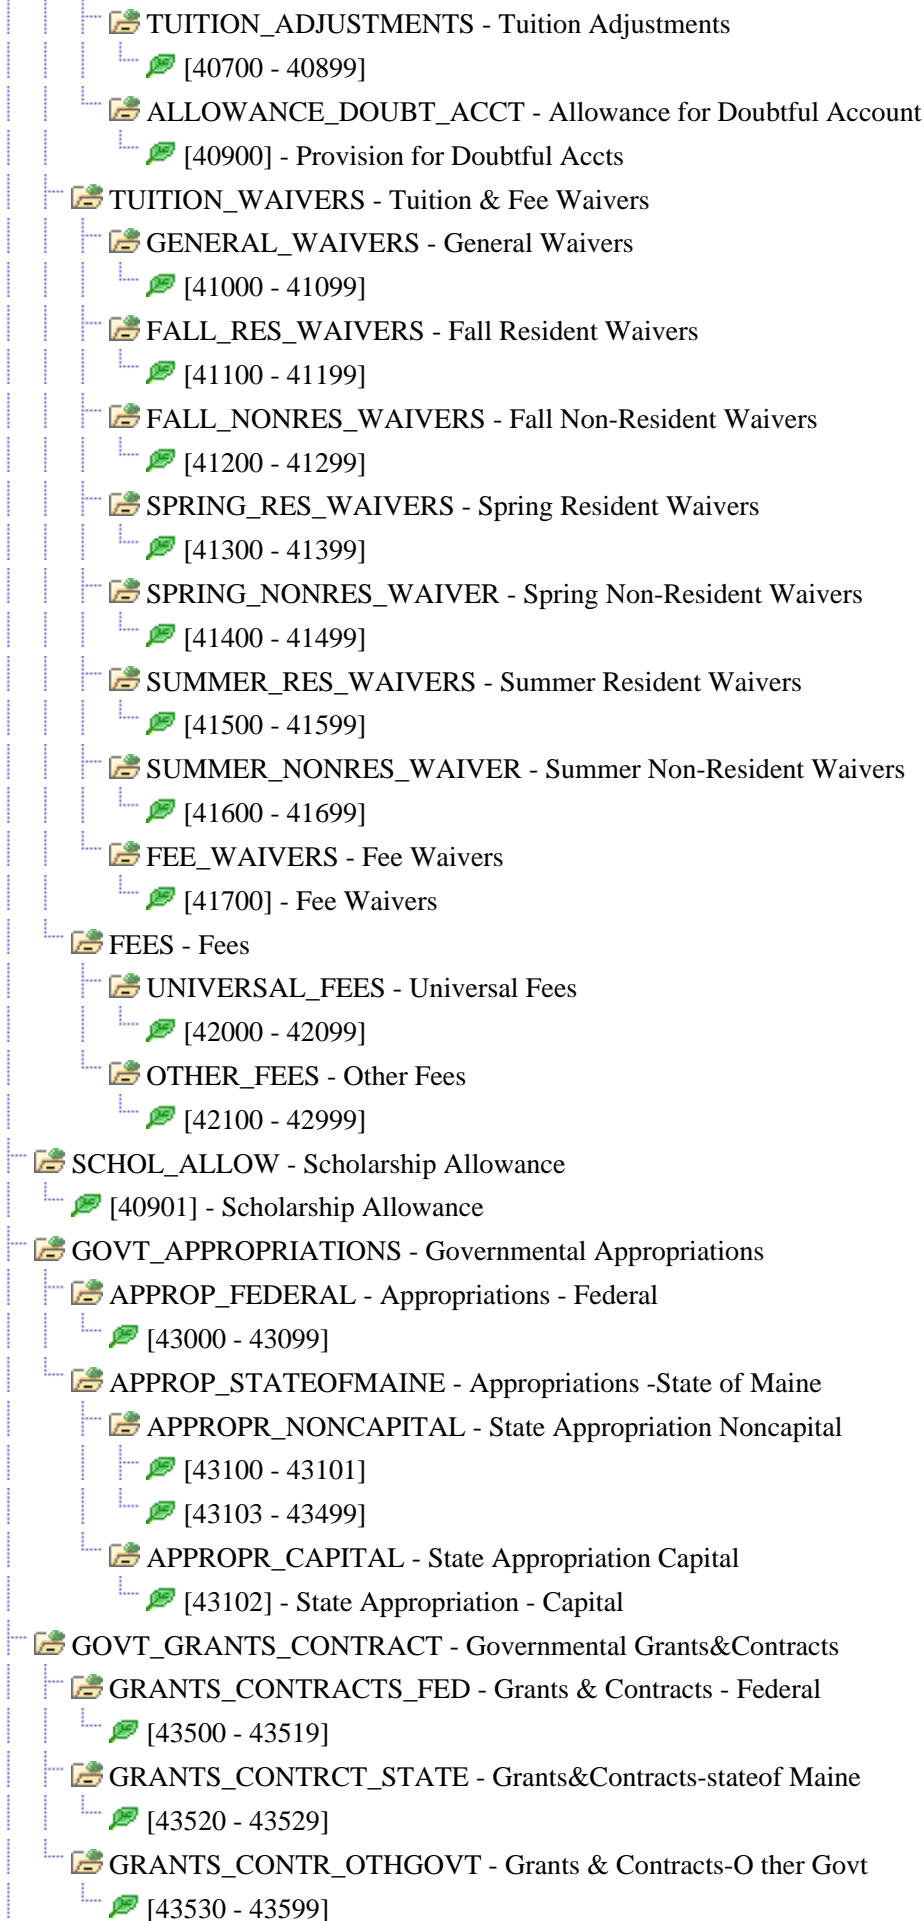 TUITION_ADJUSTMENTS - Tuition Adjustments
[40700 - 40899]
ALLOWANCE_DOUBT_ACCT - Allowance for Doubtful Account
[40900] - Provision for Doubtful Accts
TUITION_WAIVERS - Tuition & Fee Waivers
GENERAL_WAIVERS - General Waivers
[41000 - 41099]
FALL_RES_WAIVERS - Fall Resident Waivers
[41100 - 41199]
FALL_NONRES_WAIVERS - Fall Non-Resident Waivers
[41200 - 41299]
SPRING_RES_WAIVERS - Spring Resident Waivers
[41300 - 41399]
SPRING_NONRES_WAIVER - Spring Non-Resident Waivers
[41400 - 41499]
SUMMER_RES_WAIVERS - Summer Resident Waivers
[41500 - 41599]
SUMMER_NONRES_WAIVER - Summer Non-Resident Waivers
[41600 - 41699]
FEE_WAIVERS - Fee Waivers
[41700] - Fee Waivers
FEES - Fees
UNIVERSAL_FEES - Universal Fees
[42000 - 42099]
OTHER_FEES - Other Fees
[42100 - 42999]
SCHOL_ALLOW - Scholarship Allowance
[40901] - Scholarship Allowance
GOVT_APPROPRIATIONS - Governmental Appropriations
APPROP_FEDERAL - Appropriations - Federal
[43000 - 43099]
APPROP_STATEOFMAINE - Appropriations -State of Maine
APPROPR_NONCAPITAL - State Appropriation Noncapital
[43100 - 43101]
[43103 - 43499]
APPROPR_CAPITAL - State Appropriation Capital
[43102] - State Appropriation - Capital
GOVT_GRANTS_CONTRACT - Governmental Grants&Contracts
GRANTS_CONTRACTS_FED - Grants & Contracts - Federal
[43500 - 43519]
GRANTS_CONTRCT_STATE - Grants&Contracts-stateof Maine
[43520 - 43529]
GRANTS_CONTR_OTHGOVT - Grants & Contracts-O ther Govt
[43530 - 43599]